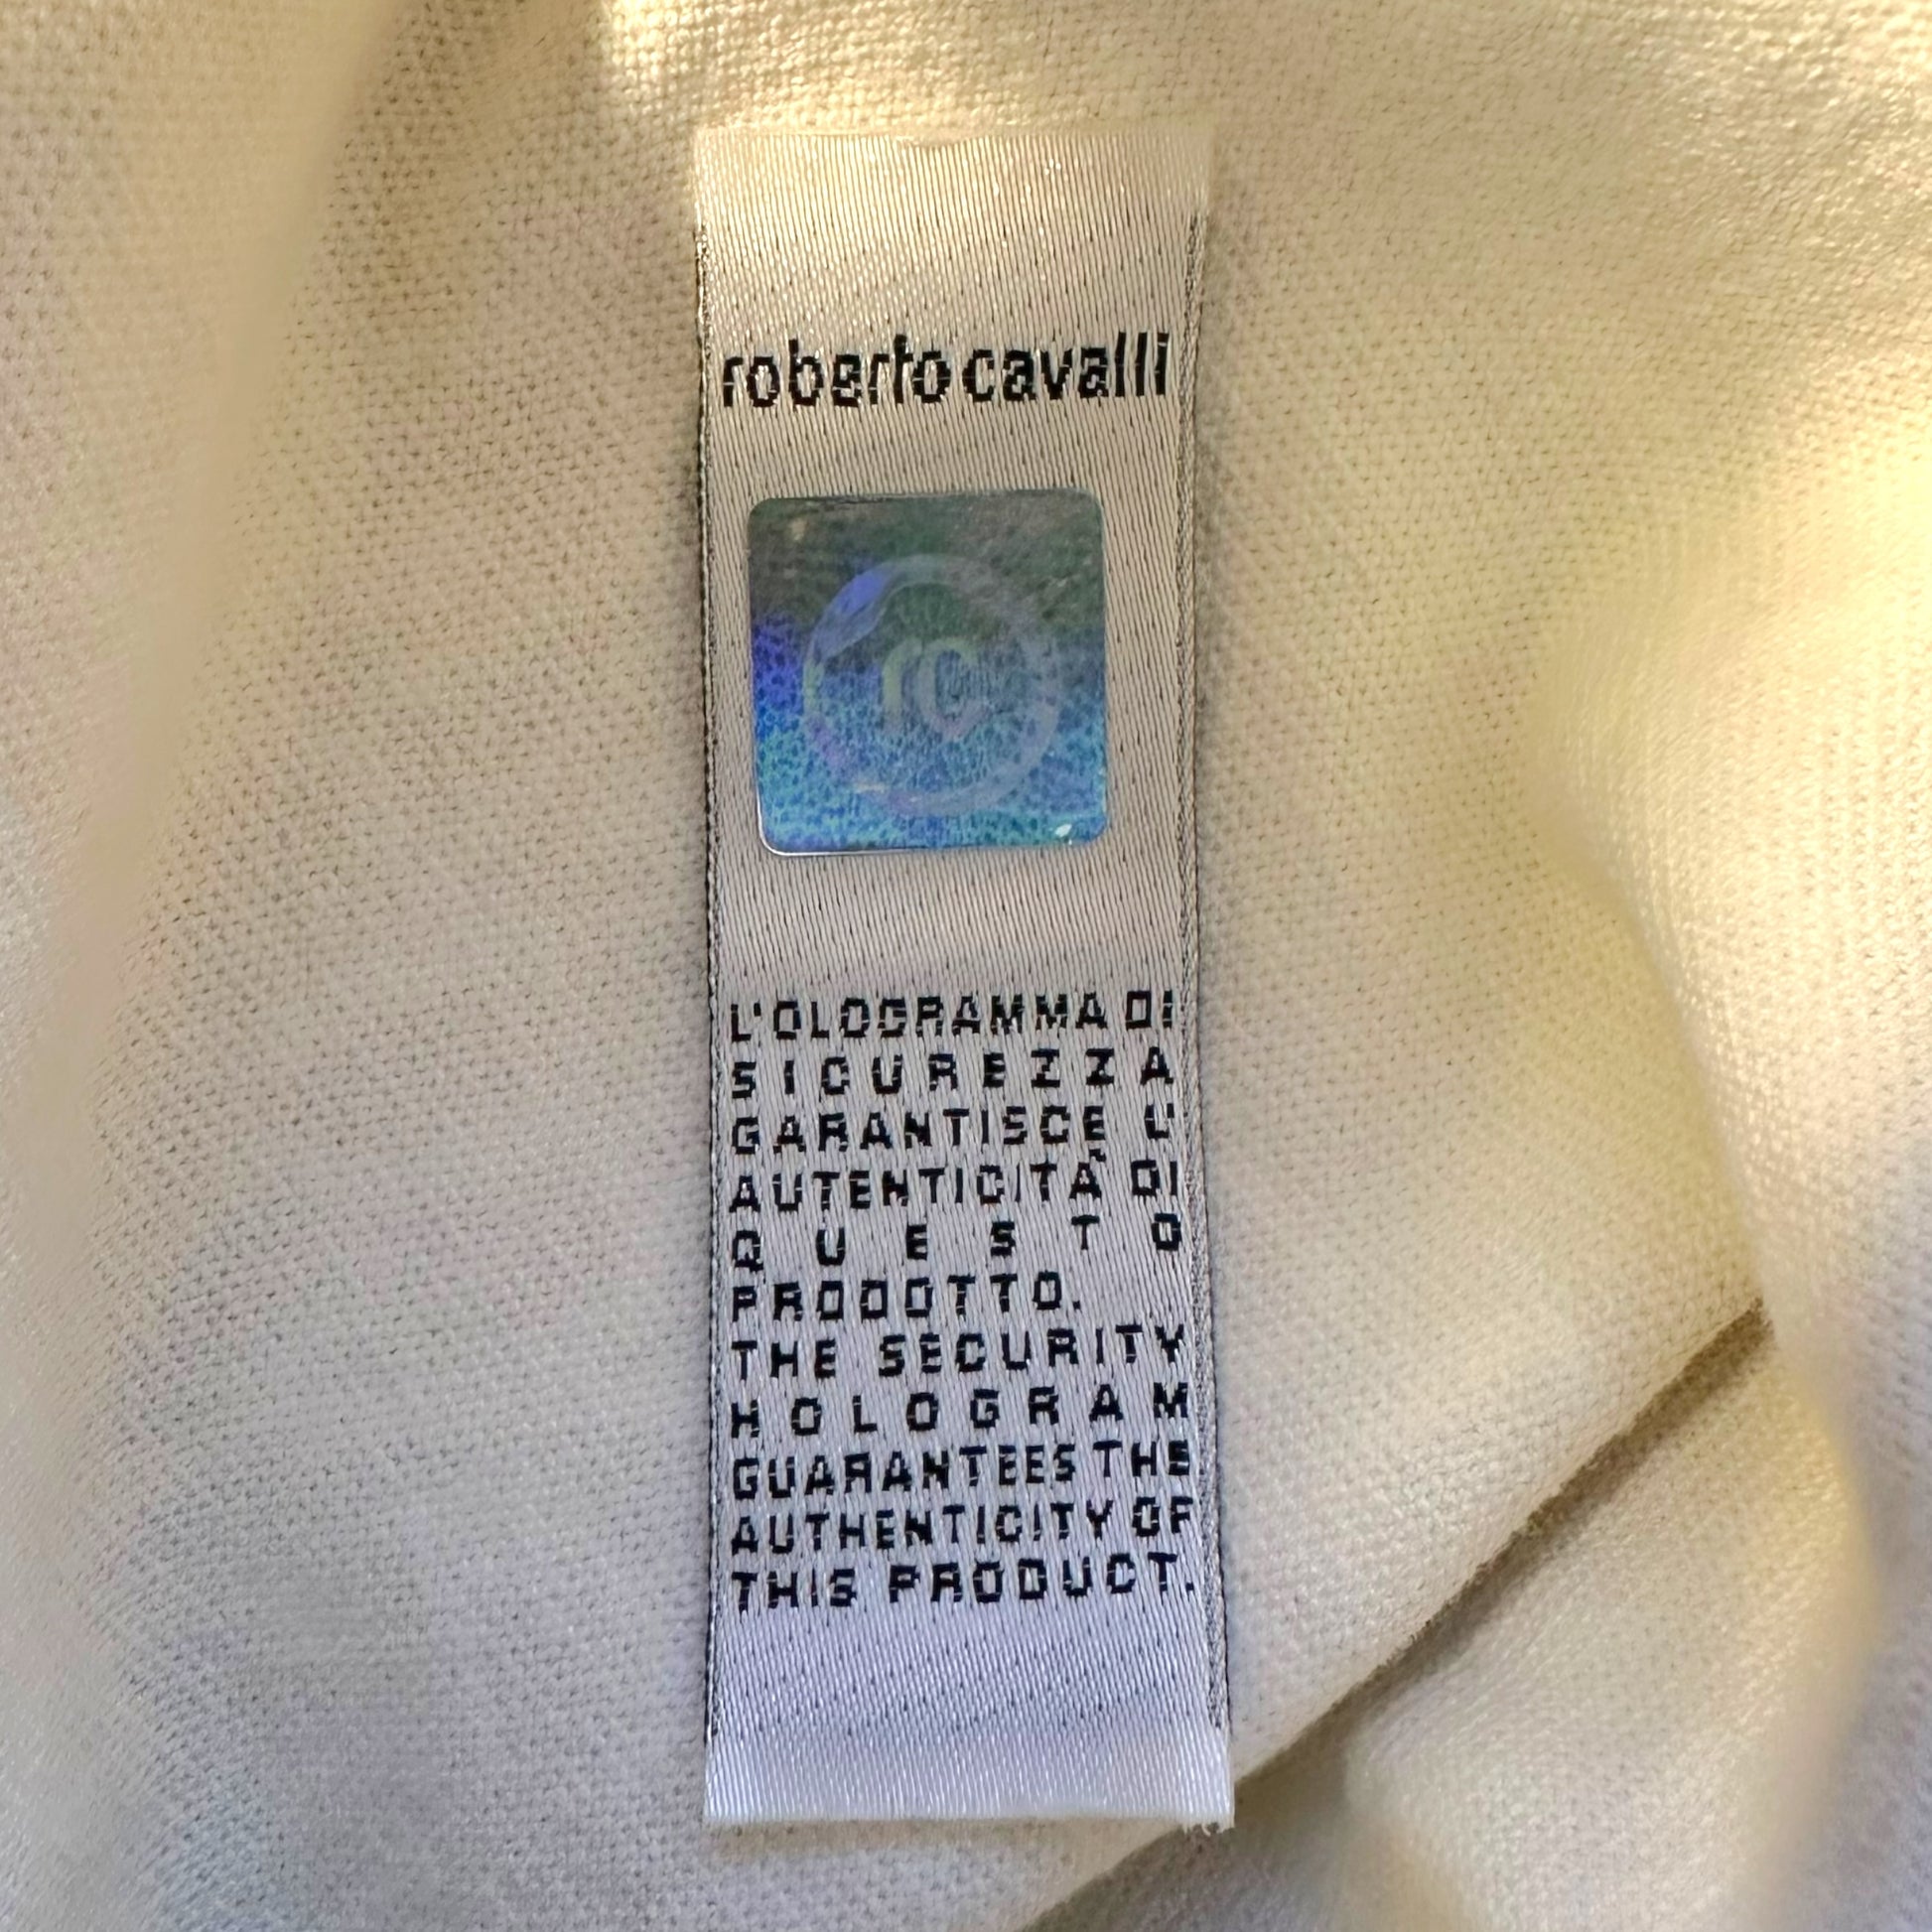 roberto cavalli
rc
L'OLOGRAMMA DI
SICUREZZA
GARANTISCE L'
AUTENTICITÀ DI
QUESTO
PRODOTTO.
THE SECURITY
HOLOGRAM
GUARANTEES THE
AUTHENTICITY OF
THIS PRODUCT.